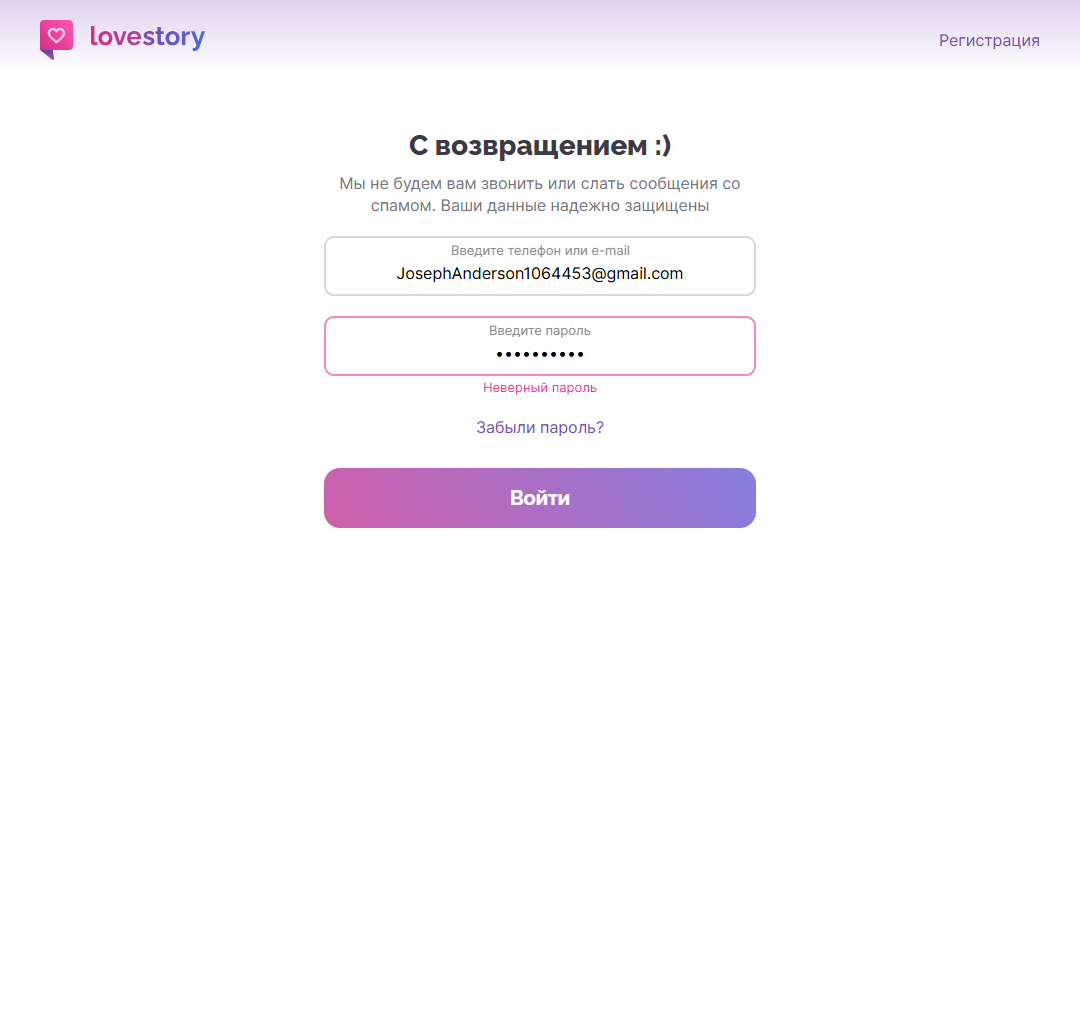 lovestory
Регистрация
С возвращением :)
Мы не будем вам звонить или слать сообщения со
спамом. Ваши данные надежно защищены
Введите телефон или e-mail
JosephAnderson1064453@gmail.com
Введите пароль
••••••••••
Неверный пароль
Забыли пароль?
Войти